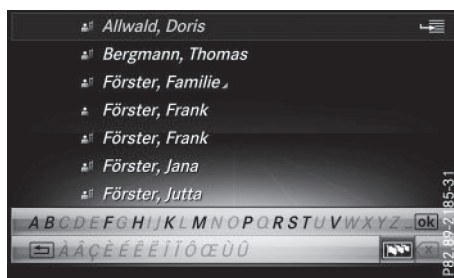 Allwald, Doris
Bergmann, Thomas
Förster, Familie
Förster, Frank
Förster, Frank
Förster, Jana
Förster, Jutta
ABCDEFGHIJKLMNOPQRSTUVWXYZ_ ok
ÀÂÇÈÉÊËÎÏÔŒÙÛ
P82.89-2185-31